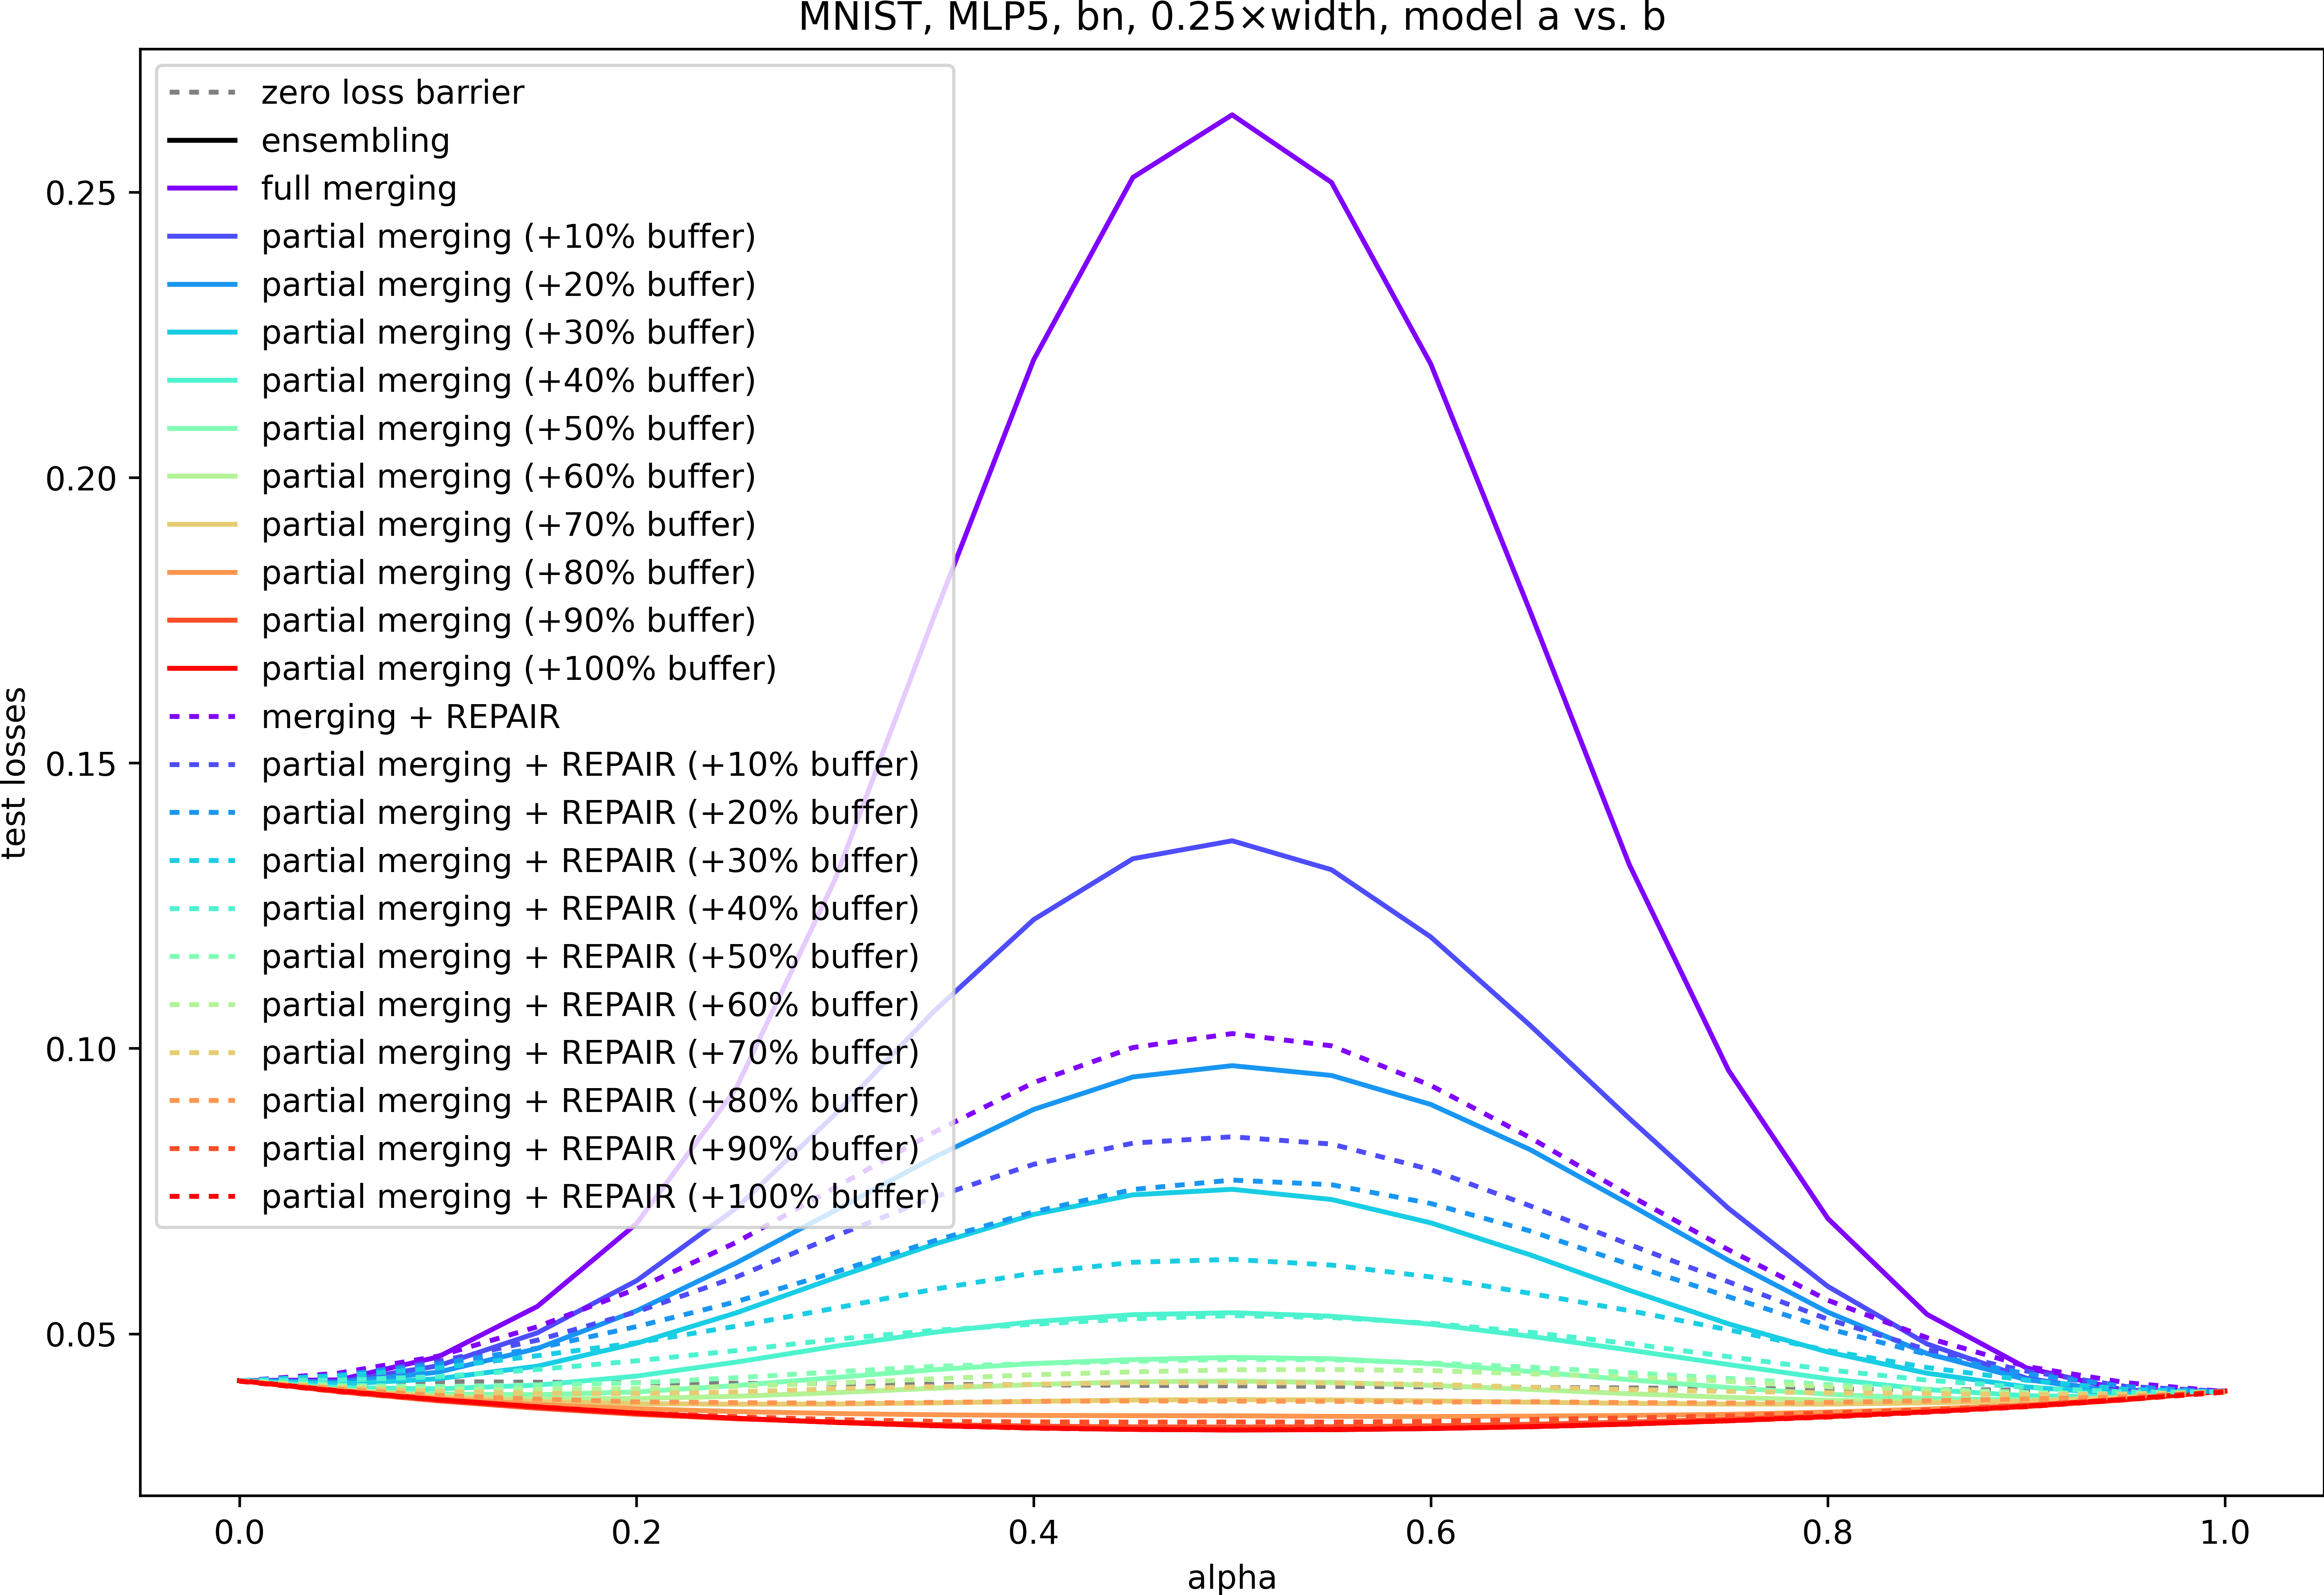 MNIST, MLP5, bn, 0.25×width, model a vs. b
zero loss barrier
ensembling
full merging
partial merging (+10% buffer)
partial merging (+20% buffer)
partial merging (+30% buffer)
partial merging (+40% buffer)
partial merging (+50% buffer)
partial merging (+60% buffer)
partial merging (+70% buffer)
partial merging (+80% buffer)
partial merging (+90% buffer)
partial merging (+100% buffer)
merging + REPAIR
partial merging + REPAIR (+10% buffer)
partial merging + REPAIR (+20% buffer)
partial merging + REPAIR (+30% buffer)
partial merging + REPAIR (+40% buffer)
partial merging + REPAIR (+50% buffer)
partial merging + REPAIR (+60% buffer)
partial merging + REPAIR (+70% buffer)
partial merging + REPAIR (+80% buffer)
partial merging + REPAIR (+90% buffer)
partial merging + REPAIR (+100% buffer)
test losses
0.25
0.20
0.15
0.10
0.05
0.0
0.2
0.4
0.6
0.8
1.0
alpha